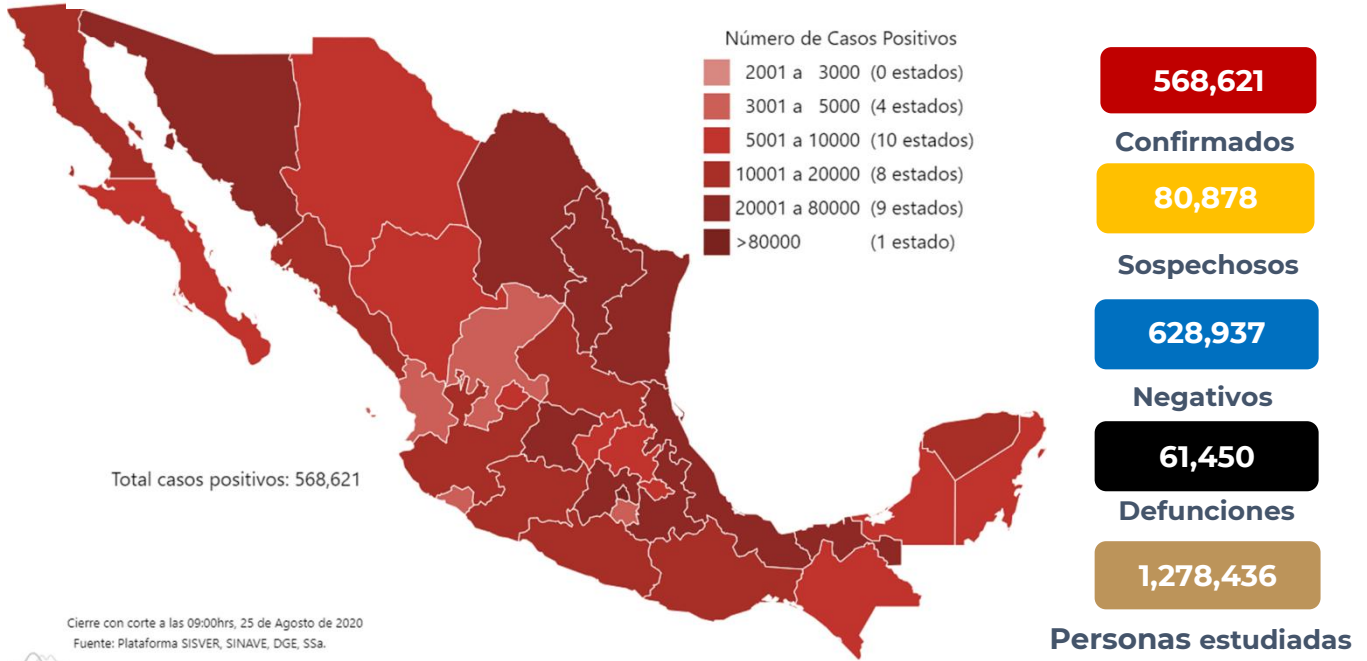 Número de Casos Positivos
2001 a 3000 (0 estados)
3001 a 5000 (4 estados)
5001 a 10000 (10 estados)
10001 a 20000 (8 estados)
20001 a 80000 (9 estados)
>80000 (1 estado)
Total casos positivos: 568,621
Cierre con corte a las 09:00hrs, 25 de Agosto de 2020
Fuente: Plataforma SISVER, SINAVE, DGE, SSa.
568,621
Confirmados
80,878
Sospechosos
628,937
Negativos
61,450
Defunciones
1,278,436
Personas estudiadas